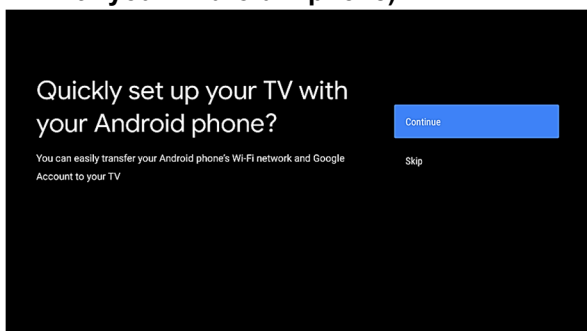 Quickly set up your TV with
your Android phone?
You can easily transfer your Android phone's Wi-Fi network and Google
Account to your TV
Continue
Skip